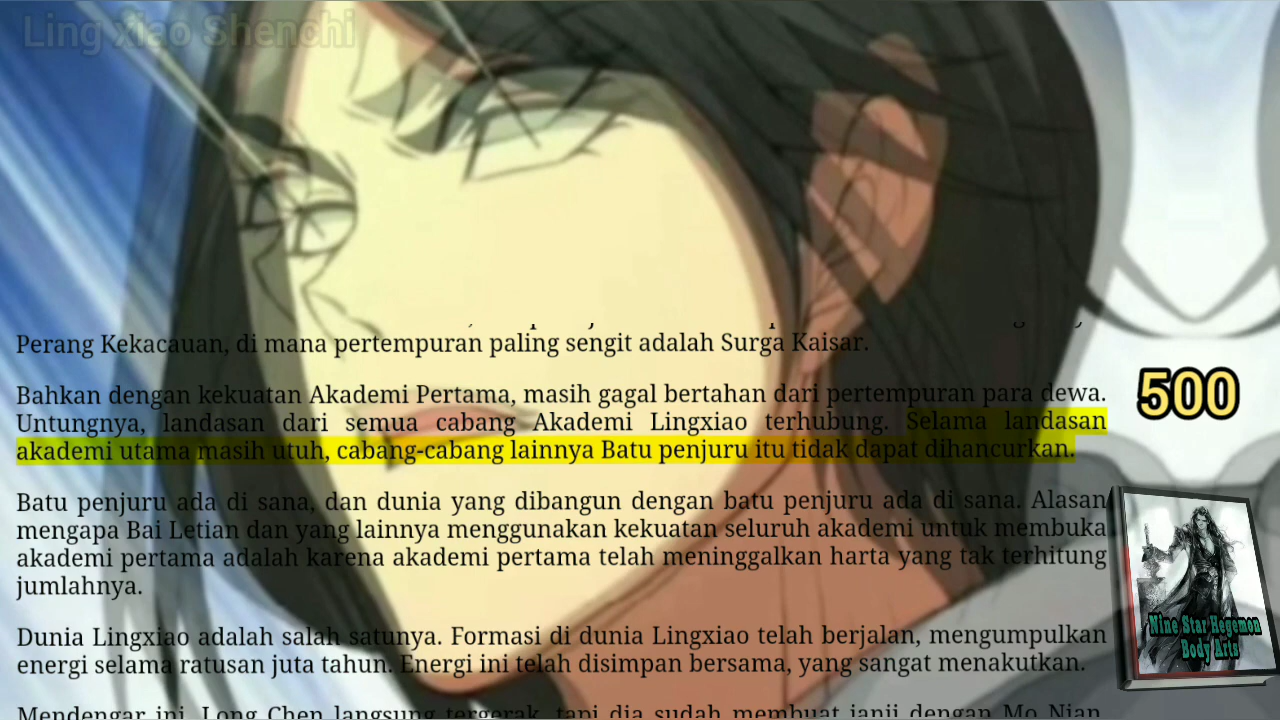 Ling xiao Shenchi
Perang Kekacauan, di mana pertempuran paling sengit adalah Surga Kaisar.
Bahkan dengan kekuatan Akademi Pertama, masih gagal bertahan dari pertempuran para dewa.
Untungnya, landasan dari semua cabang Akademi Lingxiao terhubung. Selama landasan
akademi utama masih utuh, cabang-cabang lainnya Batu penjuru itu tidak dapat dihancurkan.
500
Batu penjuru ada di sana, dan dunia yang dibangun dengan batu penjuru ada di sana. Alasan
mengapa Bai Letian dan yang lainnya menggunakan kekuatan seluruh akademi untuk membuka
akademi pertama adalah karena akademi pertama telah meninggalkan harta yang tak terhitung
jumlahnya.
Dunia Lingxiao adalah salah satunya. Formasi di dunia Lingxiao telah berjalan, mengumpulkan
energi selama ratusan juta tahun. Energi ini telah disimpan bersama, yang sangat menakutkan.
Nine Star Hegemon
Body Arts
Mendengar ini, Long Chen langsung tergerak, tapi dia sudah membuat janji dengan Mo Nian,